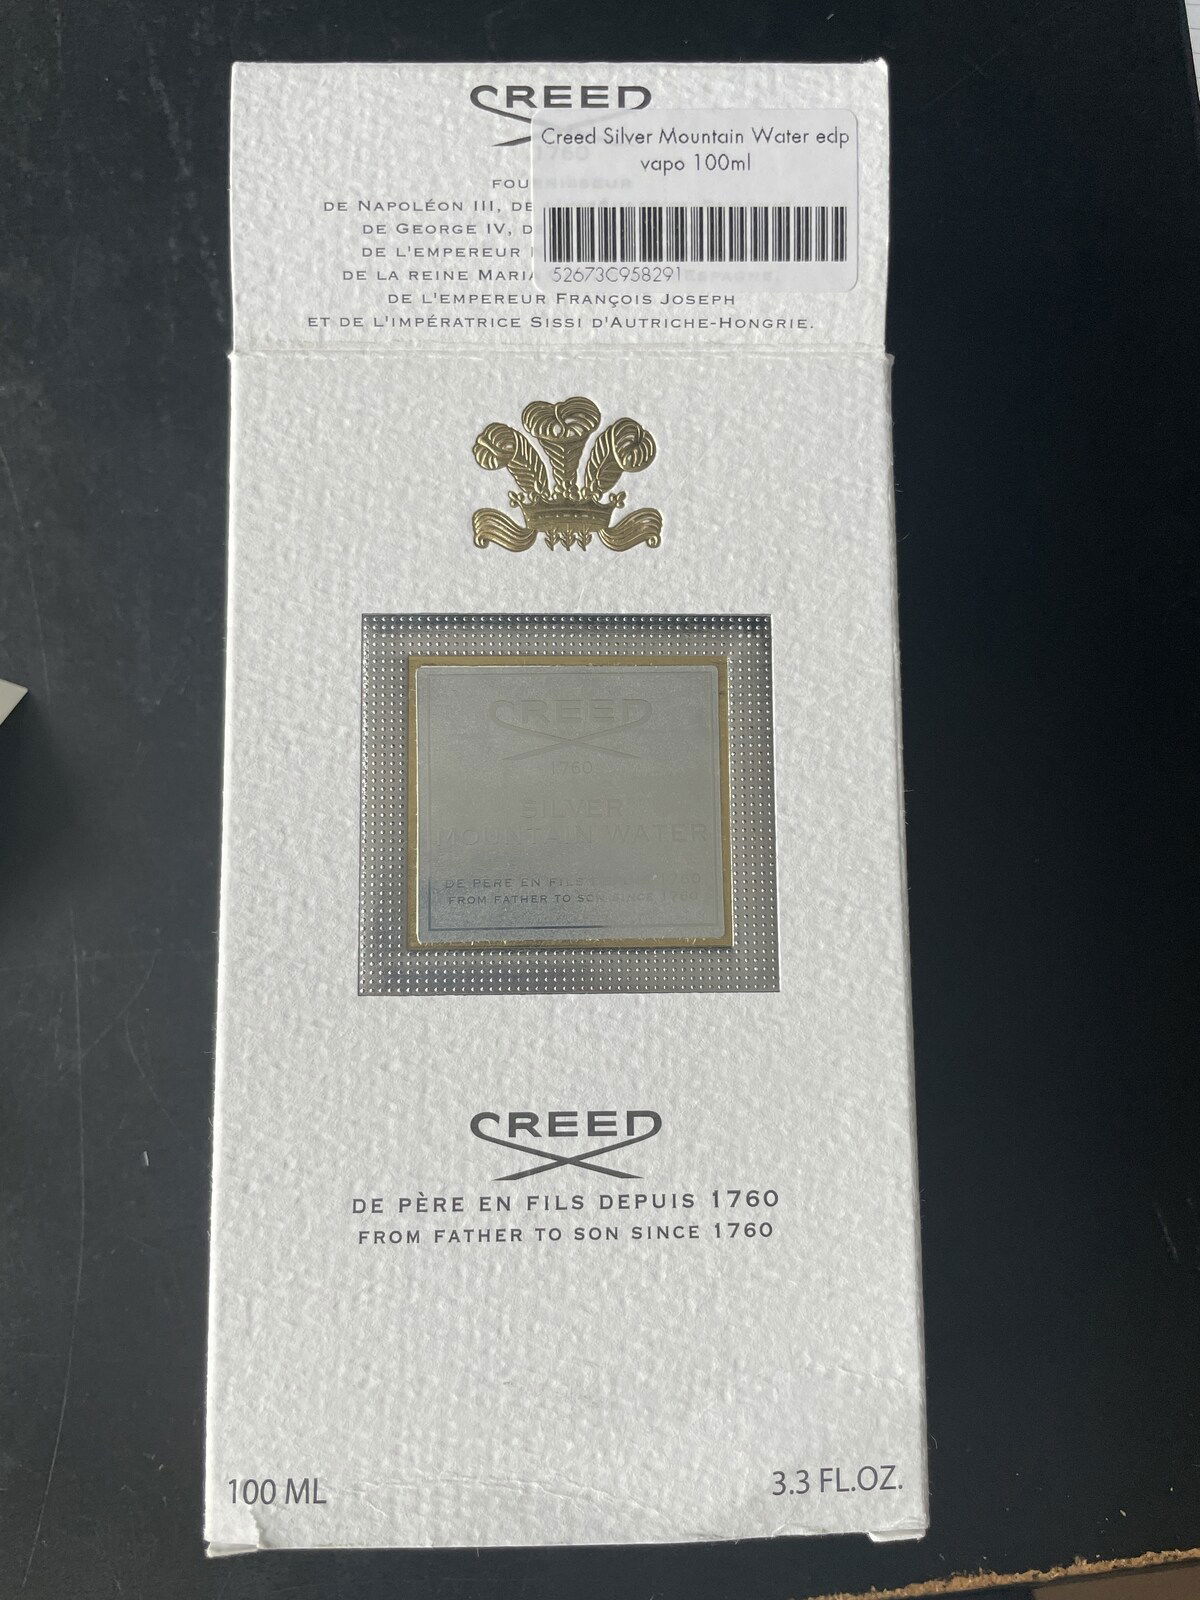 CREED
Creed Silver Mountain Water edp
vapo 100ml
52673C958291
1760
FOURNISSEUR
DE NAPOLÉON III, DE
DE GEORGE IV, D
DE L'EMPEREUR
DE LA REINE MARIA ESPAGNE,
DE L'EMPEREUR FRANÇOIS JOSEPH
ET DE L'IMPÉRATRICE SISSI D'AUTRICHE-HONGRIE.
CREED
1760
SILVER
MOUNTAIN WATER
DE PÈRE EN FILS DEPUIS 1760
FROM FATHER TO SON SINCE 1760
CREED
DE PÈRE EN FILS DEPUIS 1760
FROM FATHER TO SON SINCE 1760
100 ML
3.3 FL.OZ.